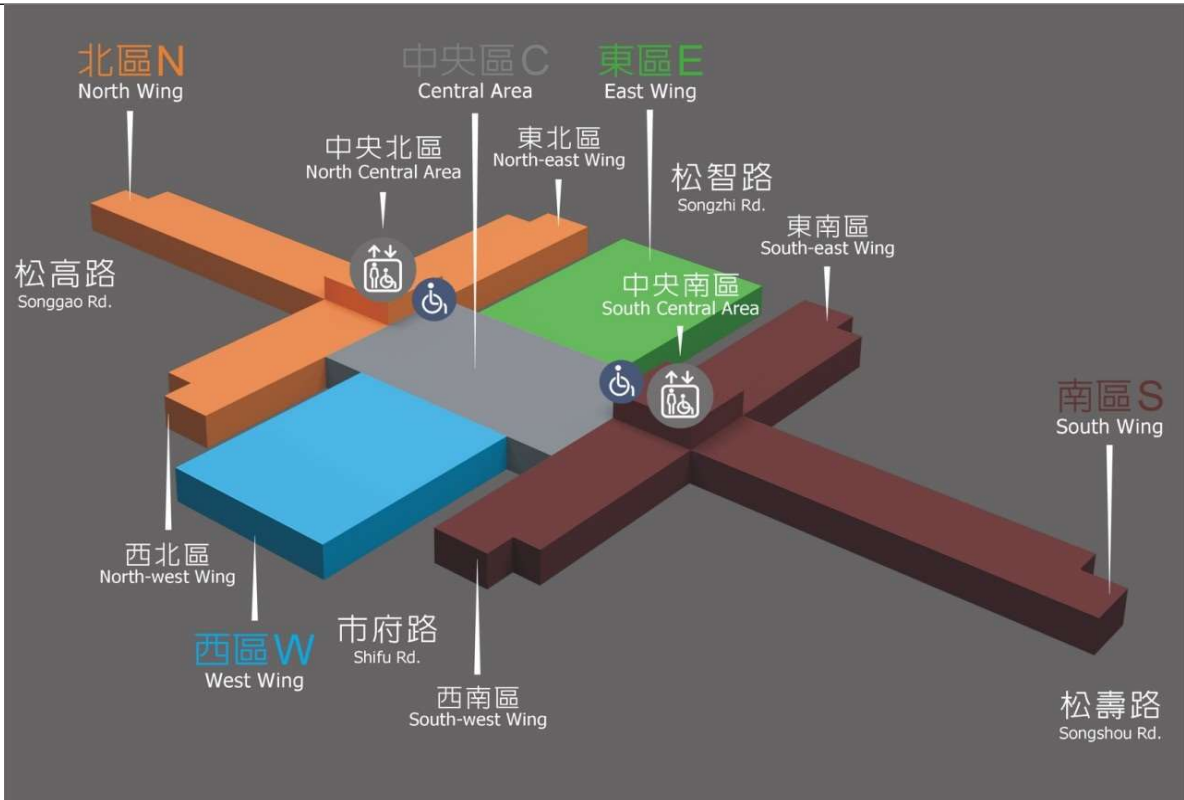 北區N
North Wing
中央區C
Central Area
東區E
East Wing
中央北區
North Central Area
東北區
North-east Wing
松智路
Songzhi Rd.
東南區
South-east Wing
松高路
Songgao Rd.
中央南區
South Central Area
南區S
South Wing
西北區
North-west Wing
西區W
West Wing
市府路
Shifu Rd.
西南區
South-west Wing
松壽路
Songshou Rd.